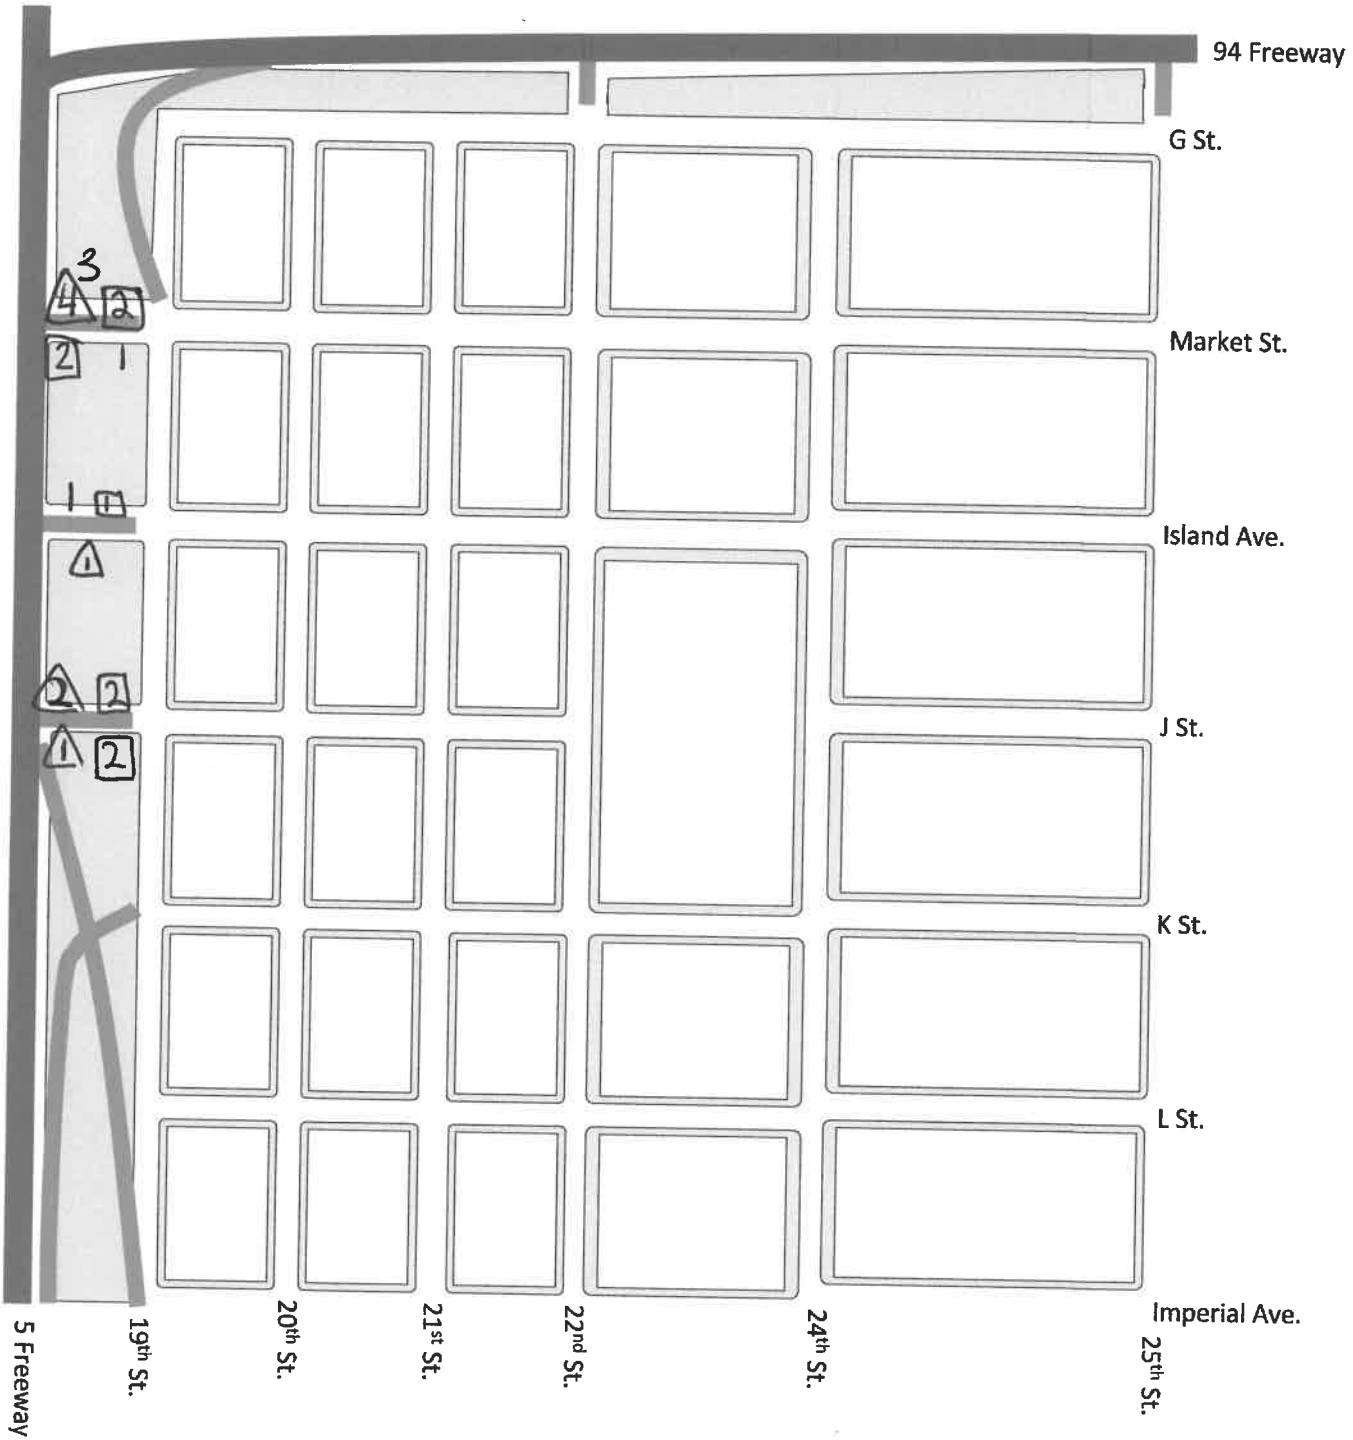 94 Freeway
G St.
3
4 2
Market St.
2 1
1 1
Island Ave.
1
2 2
J St.
1 2
K St.
L St.
Imperial Ave.
5 Freeway
19th St.
20th St.
21st St.
22nd St.
24th St.
25th St.